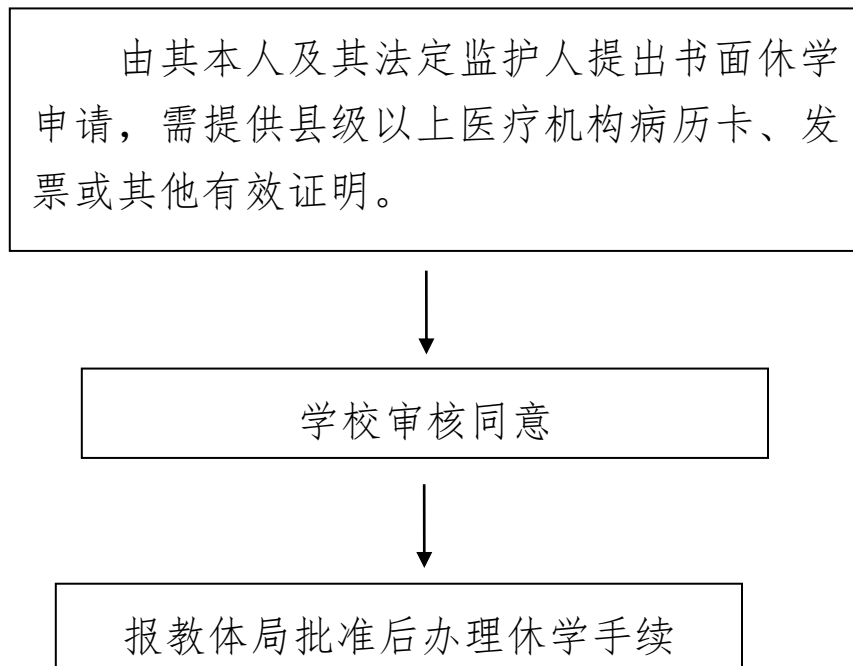 由其本人及其法定监护人提出书面休学
申请，需提供县级以上医疗机构病历卡、发
票或其他有效证明。
学校审核同意
报教体局批准后办理休学手续